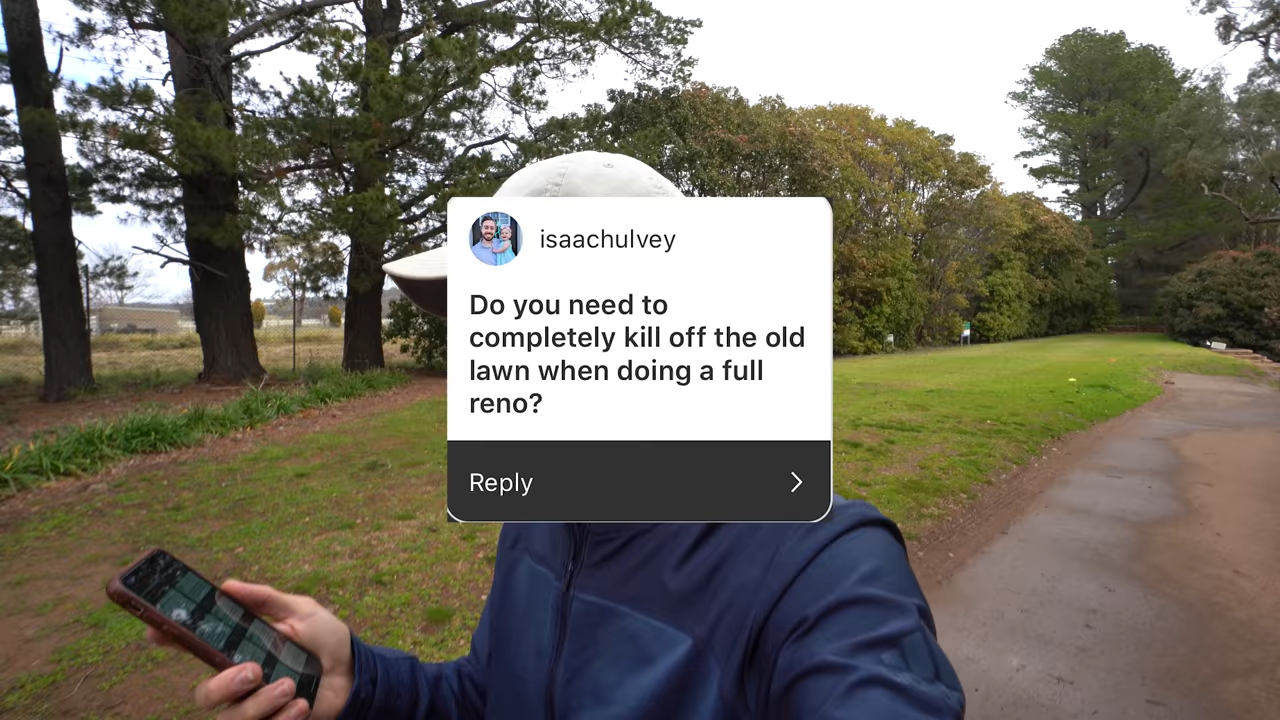 isaachulvey
Do you need to
completely kill off the old
lawn when doing a full
reno?
Reply